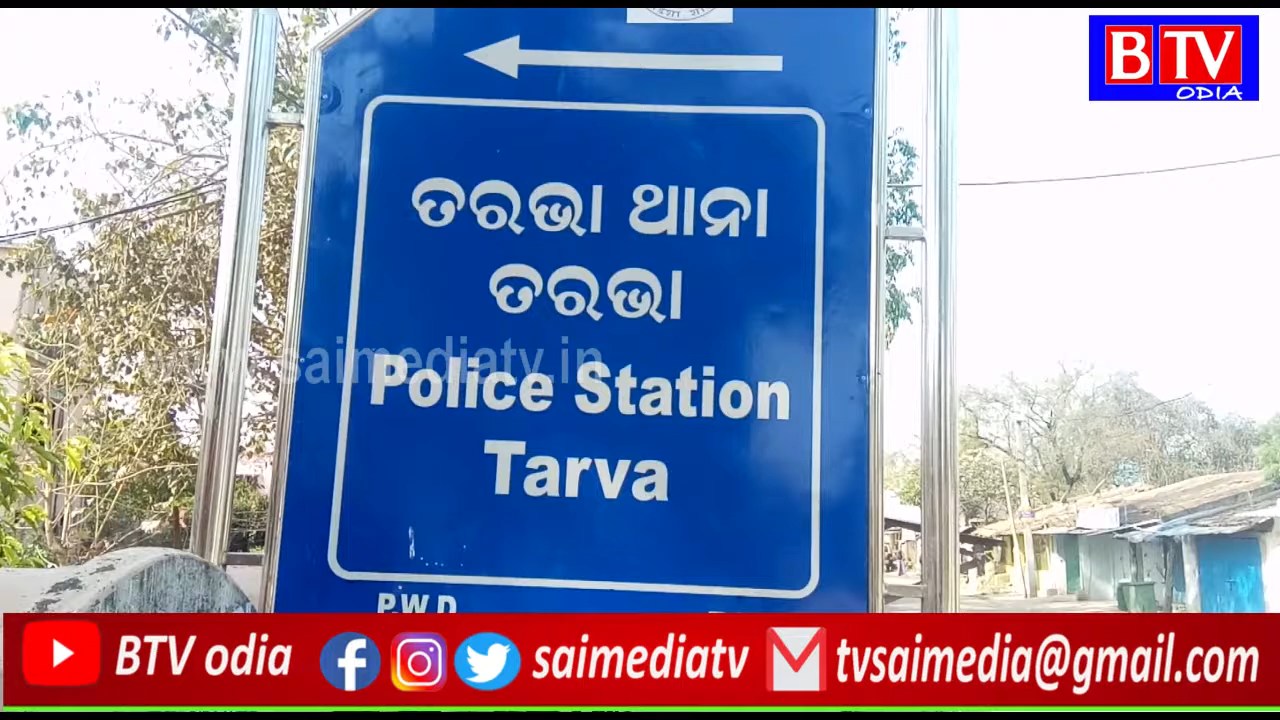 BTV
ODIA
ତରଭା ଥାନା
ତରଭା
Police Station
Tarva
saimediatv.in
P.W.D
BTV odia saimediatv tvsaimedia@gmail.com